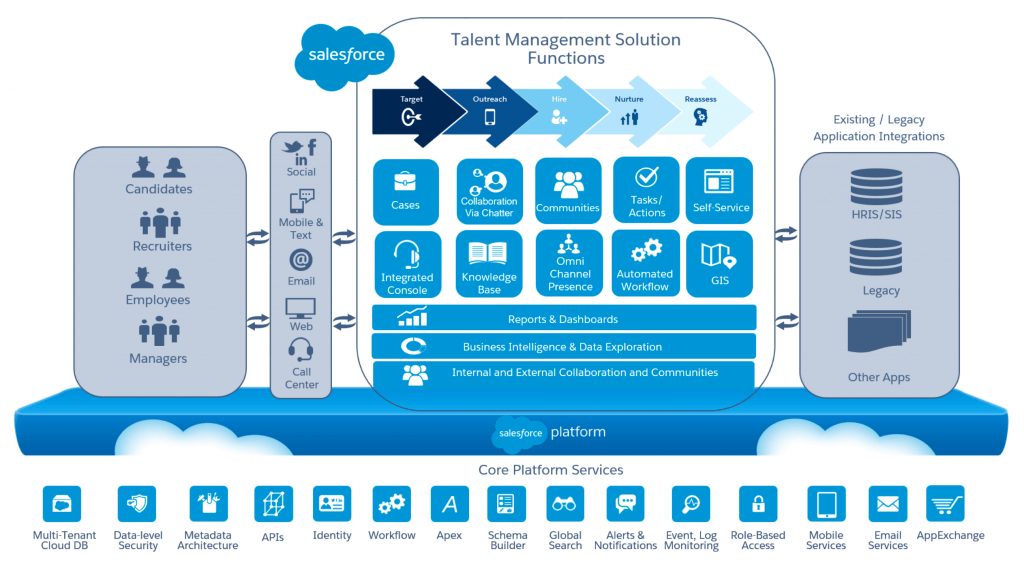 salesforce
Talent Management Solution
Functions
Target
Outreach
Hire
Nurture
Reassess
Existing / Legacy
Application Integrations
Candidates
Recruiters
Employees
Managers
Social
Mobile &
Text
Email
Web
Call
Center
Cases
Collaboration
Via Chatter
Communities
Tasks/
Actions
Self-Service
Integrated
Console
Knowledge
Base
Omni
Channel
Presence
Automated
Workflow
GIS
Reports & Dashboards
Business Intelligence & Data Exploration
Internal and External Collaboration and Communities
HRIS/SIS
Legacy
Other Apps
salesforce platform
Core Platform Services
Multi-Tenant
Cloud DB
Data-level
Security
Metadata
Architecture
APIs
Identity
Workflow
A
Apex
Schema
Builder
Global
Search
Alerts &
Notifications
Event, Log
Monitoring
Role-Based
Access
Mobile
Services
Email
Services
AppExchange